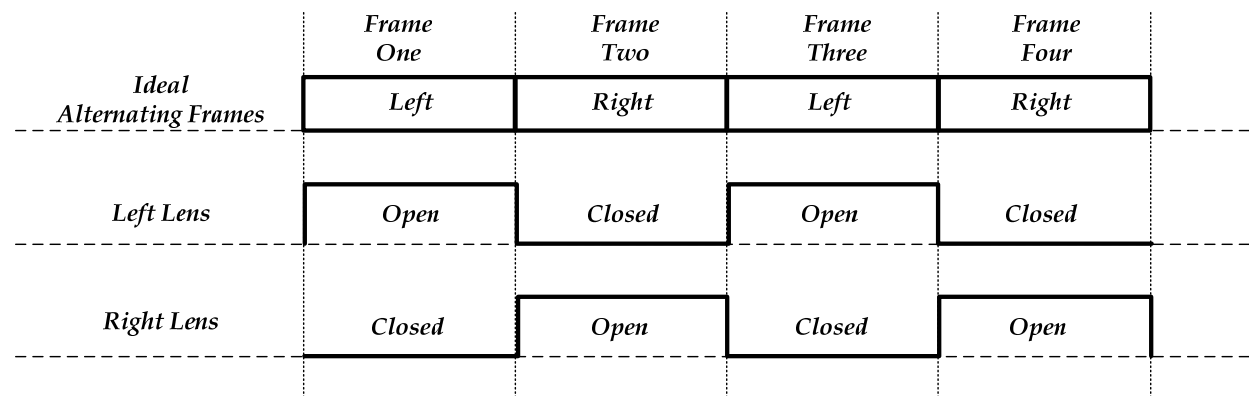 Frame One
Frame Two
Frame Three
Frame Four
Ideal
Alternating Frames
Left Right Left Right
Left Lens Open Closed Open Closed
Right Lens Closed Open Closed Open